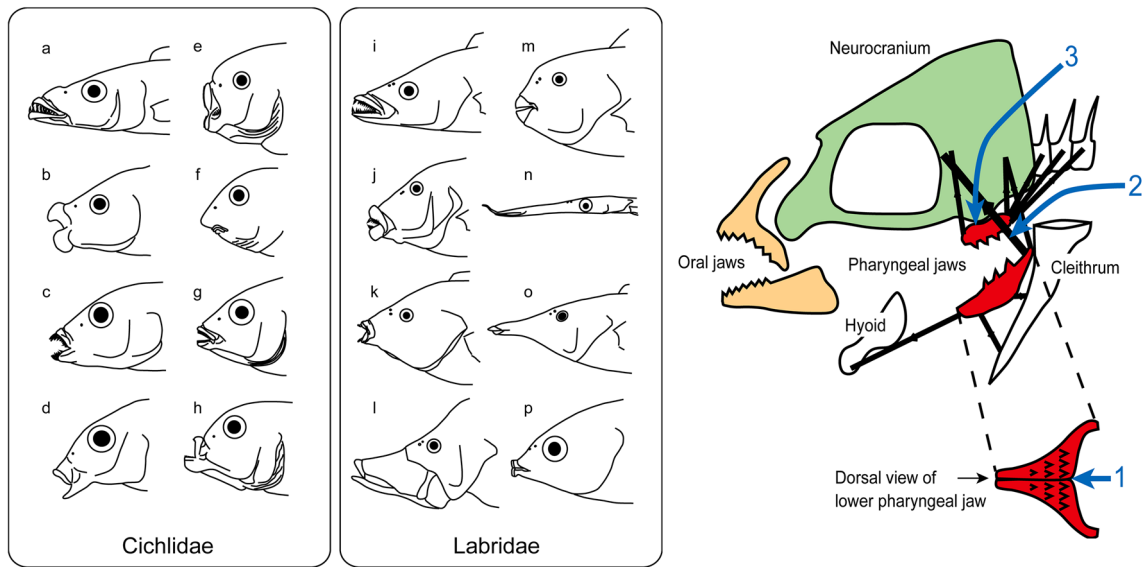 a
e
b
f
c
g
d
h
Cichlidae
i
m
j
n
k
o
l
p
Labridae
Neurocranium
3
2
Oral jaws
Pharyngeal jaws
Cleithrum
Hyoid
Dorsal view of
lower pharyngeal jaw
1